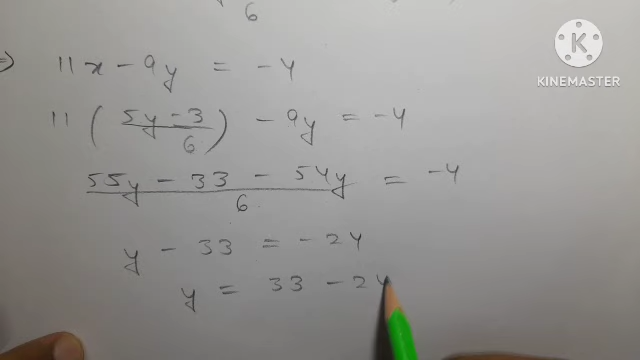 6
K
KINEMASTER
⇒ 11x - 9y = -4
11 ( 5y - 3 / 6 ) - 9y = -4
55y - 33 - 54y / 6 = -4
y - 33 = -24
y = 33 - 24